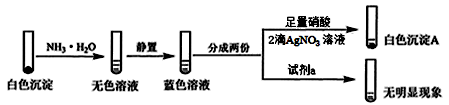 NH₃·H₂O
静置
分成两份
足量硝酸
2滴AgNO₃ 溶液
白色沉淀A
试剂a
无明显现象
白色沉淀
无色溶液
蓝色溶液